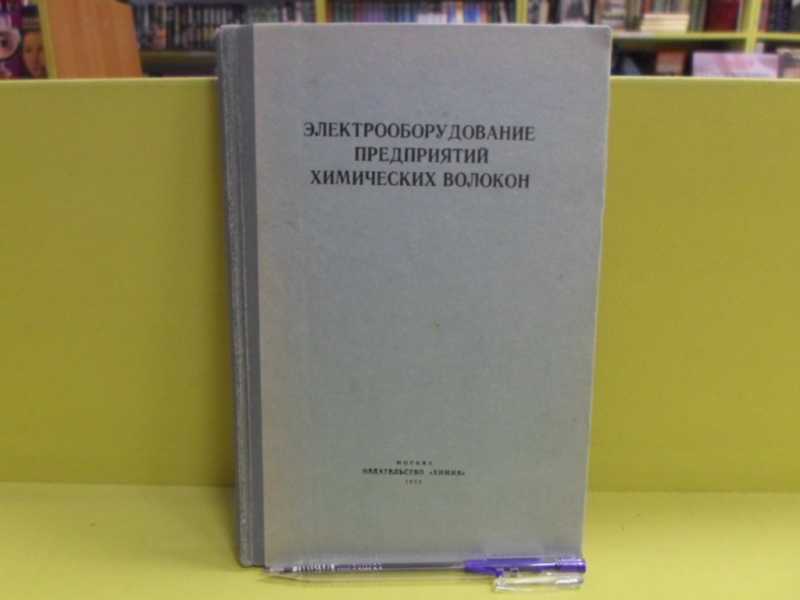 ЭЛЕКТРООБОРУДОВАНИЕ
ПРЕДПРИЯТИЙ
ХИМИЧЕСКИХ ВОЛОКОН
МОСКВА
ИЗДАТЕЛЬСТВО «ХИМИЯ»